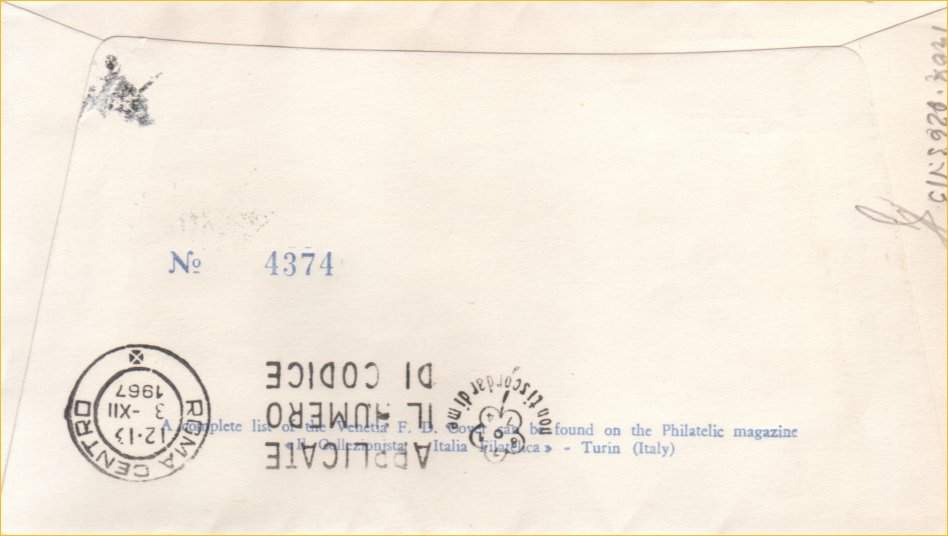 Nº 4374
A complete list of the Venetia F. D. Cover can be found on the Philatelic magazine
« Il Collezionista - Italia Filatelica » - Turin (Italy)
ROMA CENTRO
12-13
3 -XII
1967
APPLICATE
IL NUMERO
DI CODICE
non ti scordar di me